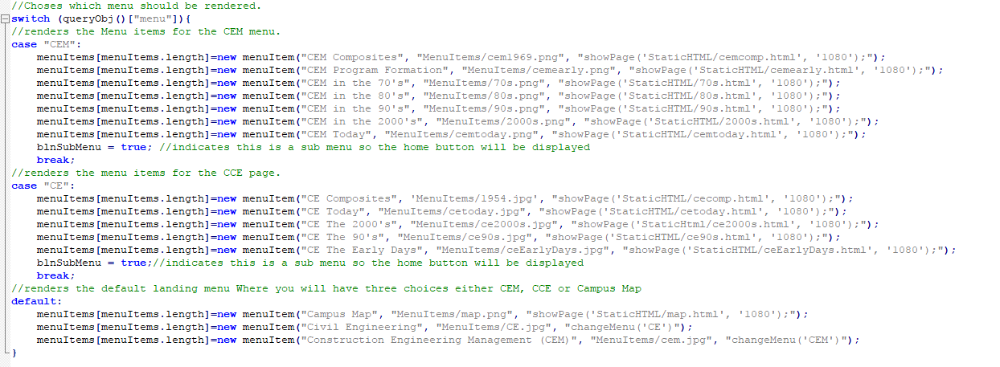 //Choses which menu should be rendered.
switch (queryObj()["menu"]){
//renders the Menu items for the CEM menu.
case "CEM":
    menuItems[menuItems.length]=new menuItem("CEM Composites", "MenuItems/cem1969.png", "showPage('StaticHTML/cemcomp.html', '1080');");
    menuItems[menuItems.length]=new menuItem("CEM Program Formation", "MenuItems/cemearly.png", "showPage('StaticHTML/cemearly.html', '1080');");
    menuItems[menuItems.length]=new menuItem("CEM in the 70's", "MenuItems/70s.png", "showPage('StaticHTML/70s.html', '1080');");
    menuItems[menuItems.length]=new menuItem("CEM in the 80's", "MenuItems/80s.png", "showPage('StaticHTML/80s.html', '1080');");
    menuItems[menuItems.length]=new menuItem("CEM in the 90's", "MenuItems/90s.png", "showPage('StaticHTML/90s.html', '1080');");
    menuItems[menuItems.length]=new menuItem("CEM in the 2000's", "MenuItems/2000s.png", "showPage('StaticHTML/2000s.html', '1080');");
    menuItems[menuItems.length]=new menuItem("CEM Today", "MenuItems/cemtoday.png", "showPage('StaticHTML/cemtoday.html', '1080');");
    blnSubMenu = true; //indicates this is a sub menu so the home button will be displayed
    break;
//renders the menu items for the CCE page.
case "CE":
    menuItems[menuItems.length]=new menuItem("CE Composites", 'MenuItems/1954.jpg', "showPage('StaticHTML/cecomp.html', '1080');");
    menuItems[menuItems.length]=new menuItem("CE Today", "MenuItems/cetoday.jpg", "showPage('StaticHTML/cetoday.html', '1080');");
    menuItems[menuItems.length]=new menuItem("CE The 2000's", "MenuItems/ce2000s.jpg", "showPage('StaticHtml/ce2000s.html', '1080');");
    menuItems[menuItems.length]=new menuItem("CE The 90's", "MenuItems/ce90s.jpg", "showPage('StaticHTML/ce90s.html', '1080');");
    menuItems[menuItems.length]=new menuItem("CE The Early Days", "MenuItems/ceEarlyDays.jpg", "showPage('StaticHTML/ceEarlyDays.html', '1080');");
    blnSubMenu = true;//indicates this is a sub menu so the home button will be displayed
    break;
//renders the default landing menu Where you will have three choices either CEM, CCE or Campus Map
default:
    menuItems[menuItems.length]=new menuItem("Campus Map", "MenuItems/map.png", "showPage('StaticHTML/map.html', '1080');");
    menuItems[menuItems.length]=new menuItem("Civil Engineering", "MenuItems/CE.jpg", "changeMenu('CE')");
    menuItems[menuItems.length]=new menuItem("Construction Engineering Management (CEM)", "MenuItems/cem.jpg", "changeMenu('CEM')");
}